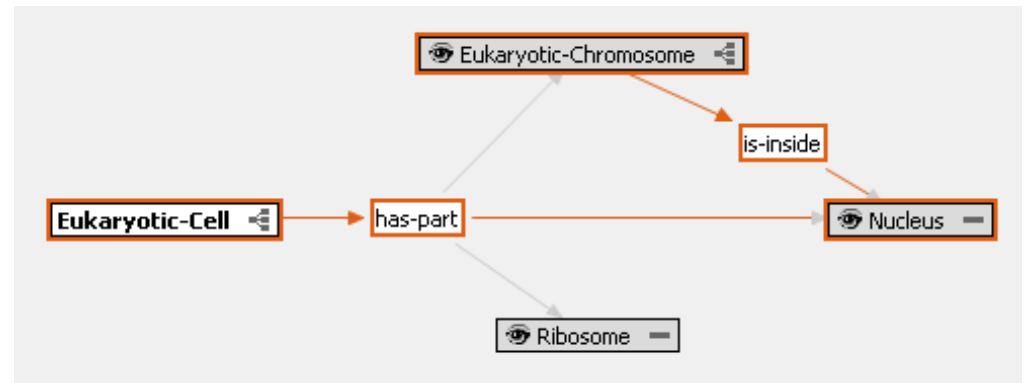 Eukaryotic-Chromosome
is-inside
Eukaryotic-Cell
has-part
Nucleus
Ribosome